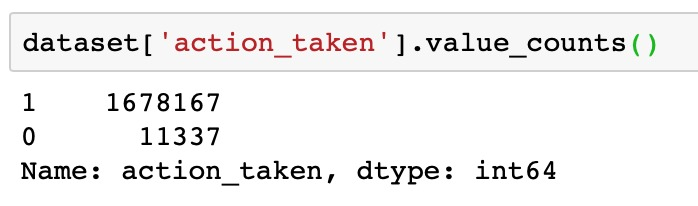 dataset['action_taken'].value_counts()
1    1678167
0      11337
Name: action_taken, dtype: int64